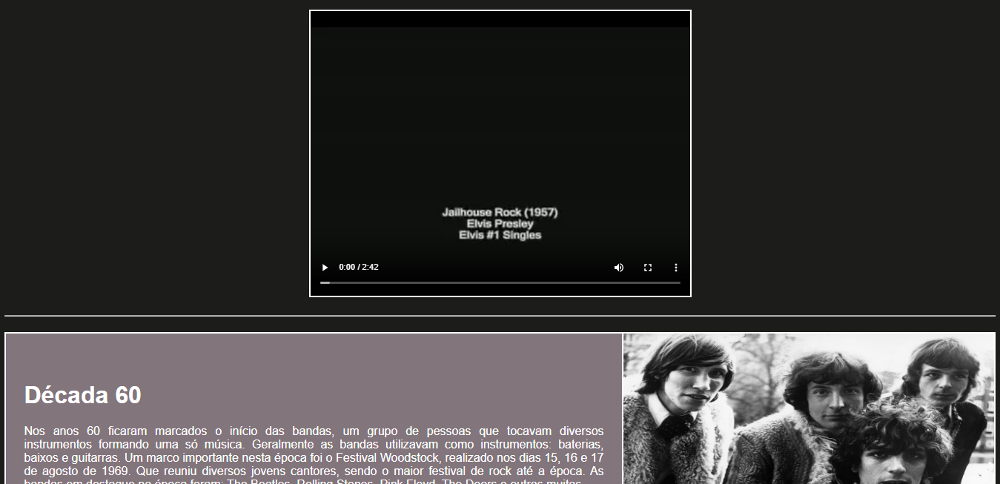 Jailhouse Rock (1957)
Elvis Presley
Elvis #1 Singles
0:00 / 2:42
Década 60
Nos anos 60 ficaram marcados o início das bandas, um grupo de pessoas que tocavam diversos
instrumentos formando uma só música. Geralmente as bandas utilizavam como instrumentos: baterias,
baixos e guitarras. Um marco importante nesta época foi o Festival Woodstock, realizado nos dias 15, 16 e 17
de agosto de 1969. Que reuniu diversos jovens cantores, sendo o maior festival de rock até a época. As
bandas em destaque na época foram: The Beatles, Rolling Stones, Pink Floyd, The Doors e outras muitas.